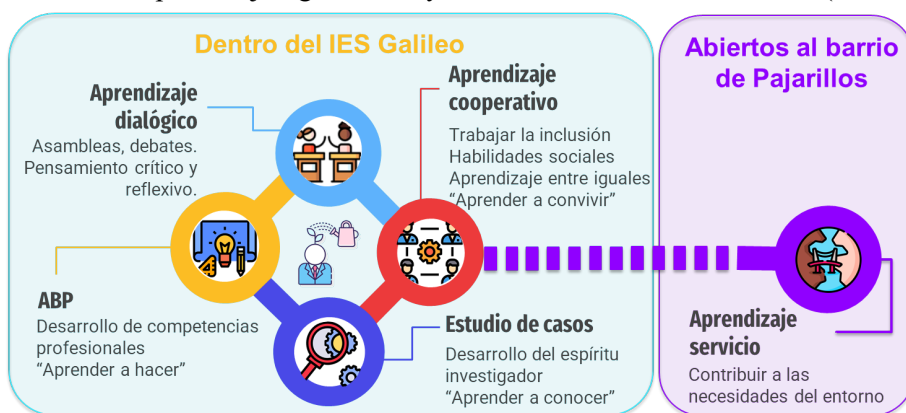 Dentro del IES Galileo
Aprendizaje
dialógico
Asambleas, debates.
Pensamiento crítico y
reflexivo.
Aprendizaje
cooperativo
Trabajar la inclusión
Habilidades sociales
Aprendizaje entre iguales
“Aprender a convivir”
ABP
Desarrollo de competencias
profesionales
“Aprender a hacer”
Estudio de casos
Desarrollo del espíritu
investigador
“Aprender a conocer”
Abiertos al barrio
de Pajarillos
Aprendizaje
servicio
Contribuir a las
necesidades del entorno